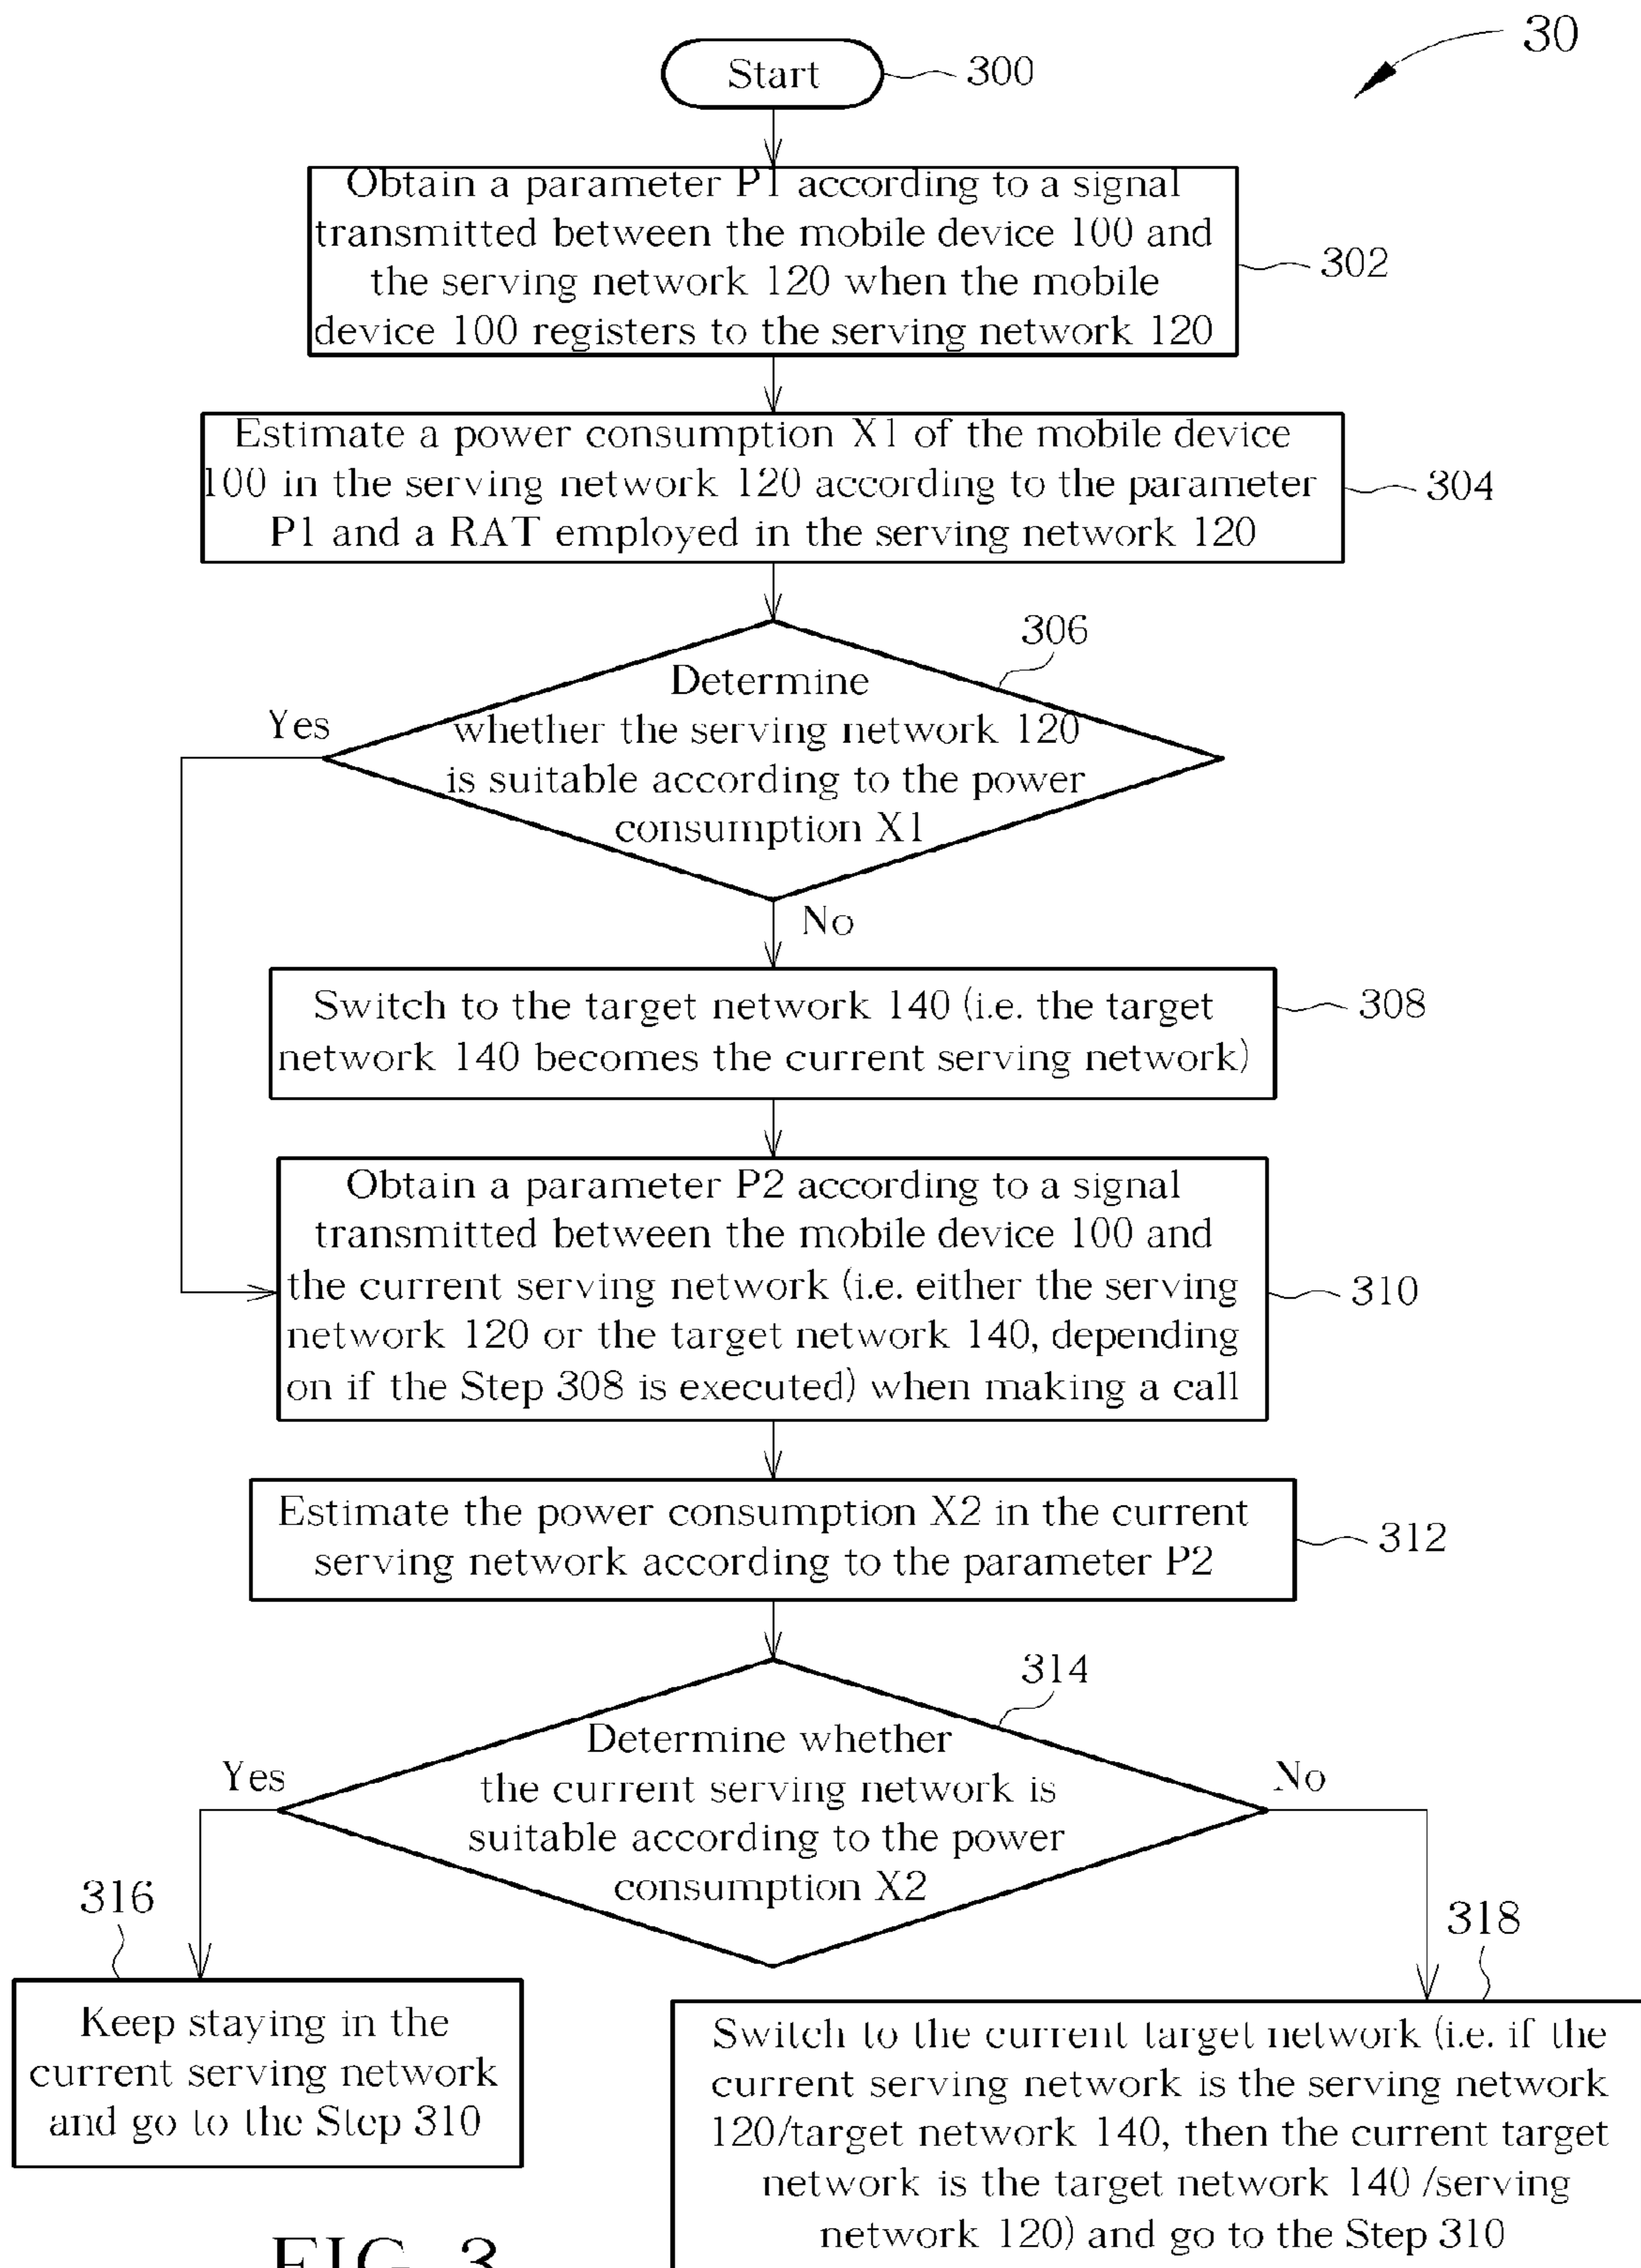 30
Start
300
Obtain a parameter P1 according to a signal
transmitted between the mobile device 100 and
the serving network 120 when the mobile
device 100 registers to the serving network 120
302
Estimate a power consumption X1 of the mobile device
100 in the serving network 120 according to the parameter
P1 and a RAT employed in the serving network 120
304
306
Determine
whether the serving network 120
is suitable according to the power
consumption X1
Yes
No
Switch to the target network 140 (i.e. the target
network 140 becomes the current serving network)
308
Obtain a parameter P2 according to a signal
transmitted between the mobile device 100 and
the current serving network (i.e. either the serving
network 120 or the target network 140, depending
on if the Step 308 is executed) when making a call
310
Estimate the power consumption X2 in the current
serving network according to the parameter P2
312
314
Determine whether
the current serving network is
suitable according to the power
consumption X2
Yes
No
316
Keep staying in the
current serving network
and go to the Step 310
318
Switch to the current target network (i.e. if the
current serving network is the serving network
120/target network 140, then the current target
network is the target network 140 /serving
network 120) and go to the Step 310
FIG. 3